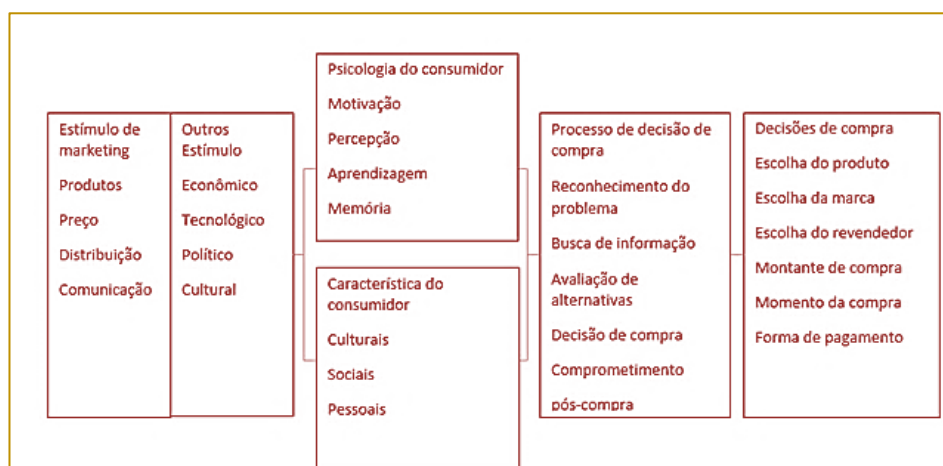 Estímulo de
marketing
Produtos
Preço
Distribuição
Comunicação
Outros
Estímulo
Econômico
Tecnológico
Político
Cultural
Psicologia do consumidor
Motivação
Percepção
Aprendizagem
Memória
Característica do
consumidor
Culturais
Sociais
Pessoais
Processo de decisão de
compra
Reconhecimento do
problema
Busca de informação
Avaliação de
alternativas
Decisão de compra
Comprometimento
pós-compra
Decisões de compra
Escolha do produto
Escolha da marca
Escolha do revendedor
Montante de compra
Momento da compra
Forma de pagamento